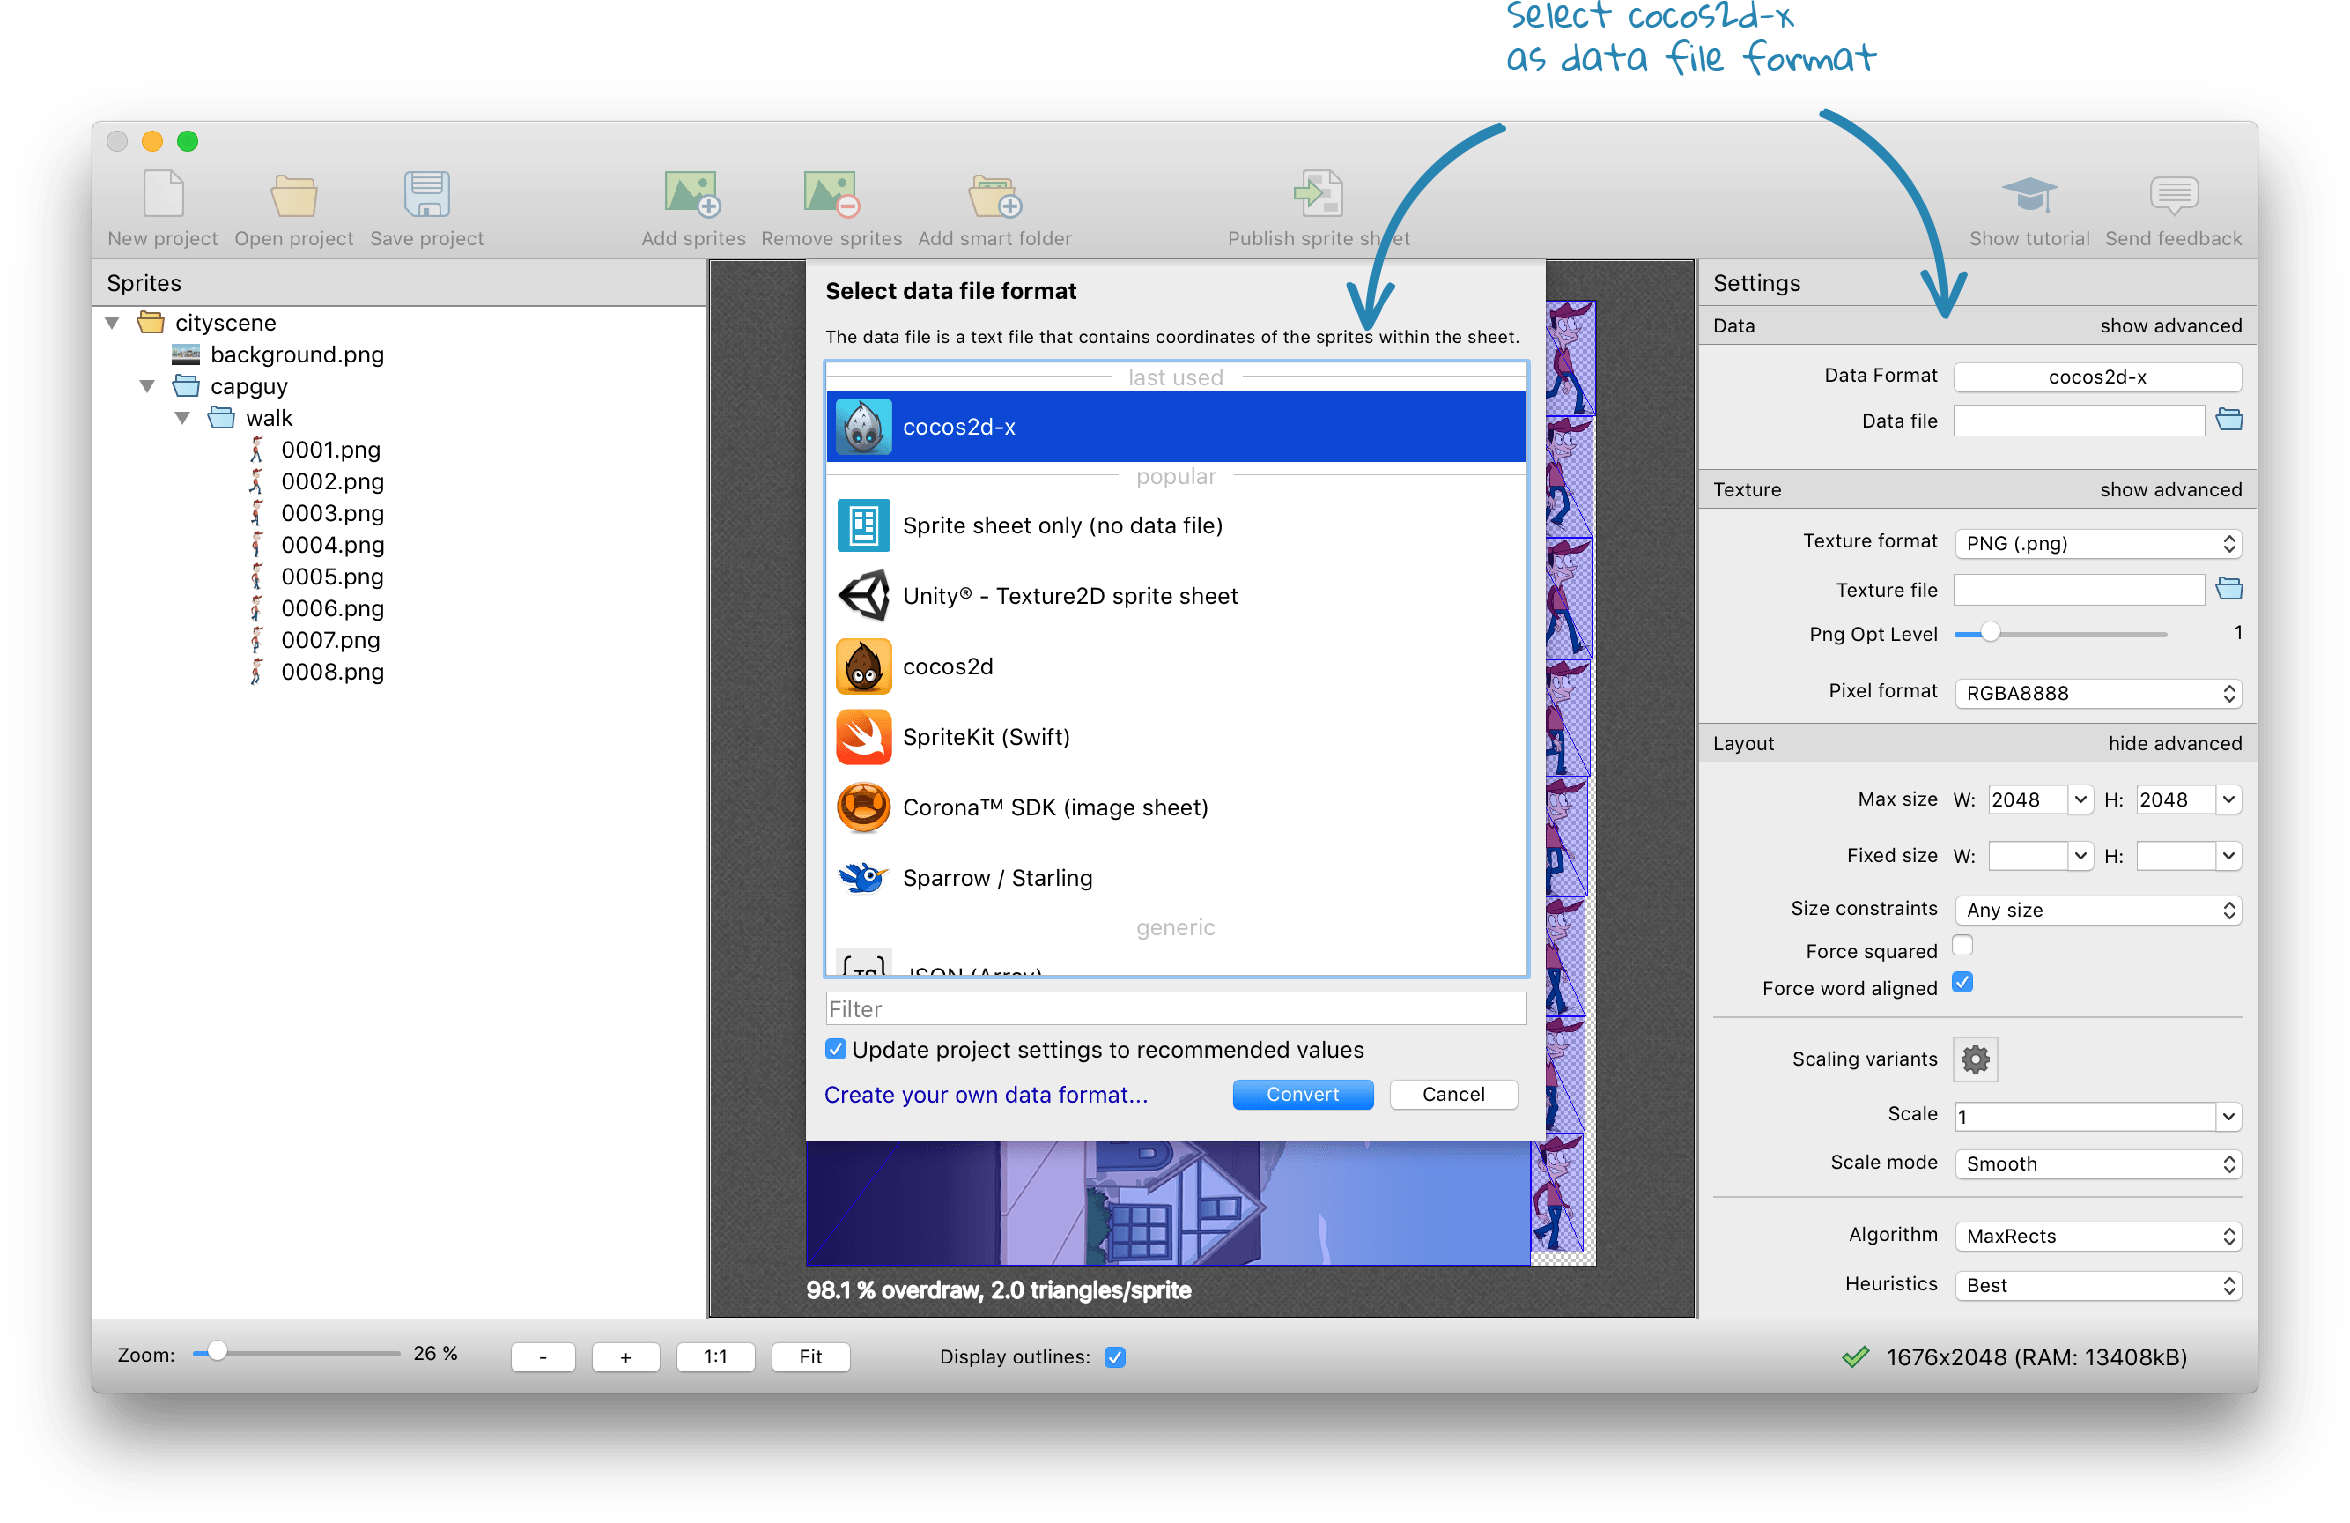 Select cocos2d-x
as data file format
New project Open project Save project Add sprites Remove sprites Add smart folder Publish sprite sheet Show tutorial Send feedback
Sprites
cityscene
background.png
capguy
walk
0001.png
0002.png
0003.png
0004.png
0005.png
0006.png
0007.png
0008.png
Select data file format
The data file is a text file that contains coordinates of the sprites within the sheet.
last used
cocos2d-x
popular
Sprite sheet only (no data file)
Unity® - Texture2D sprite sheet
cocos2d
SpriteKit (Swift)
Corona™ SDK (image sheet)
Sparrow / Starling
generic
JSON (Array)
Filter
Update project settings to recommended values
Create your own data format...
Convert Cancel
98.1 % overdraw, 2.0 triangles/sprite
Settings
Data show advanced
Data Format cocos2d-x
Data file
Texture show advanced
Texture format PNG (.png)
Texture file
Png Opt Level 1
Pixel format RGBA8888
Layout hide advanced
Max size W: 2048 H: 2048
Fixed size W: H:
Size constraints Any size
Force squared
Force word aligned
Scaling variants
Scale 1
Scale mode Smooth
Algorithm MaxRects
Heuristics Best
Zoom: 26 % - + 1:1 Fit Display outlines: 1676x2048 (RAM: 13408kB)